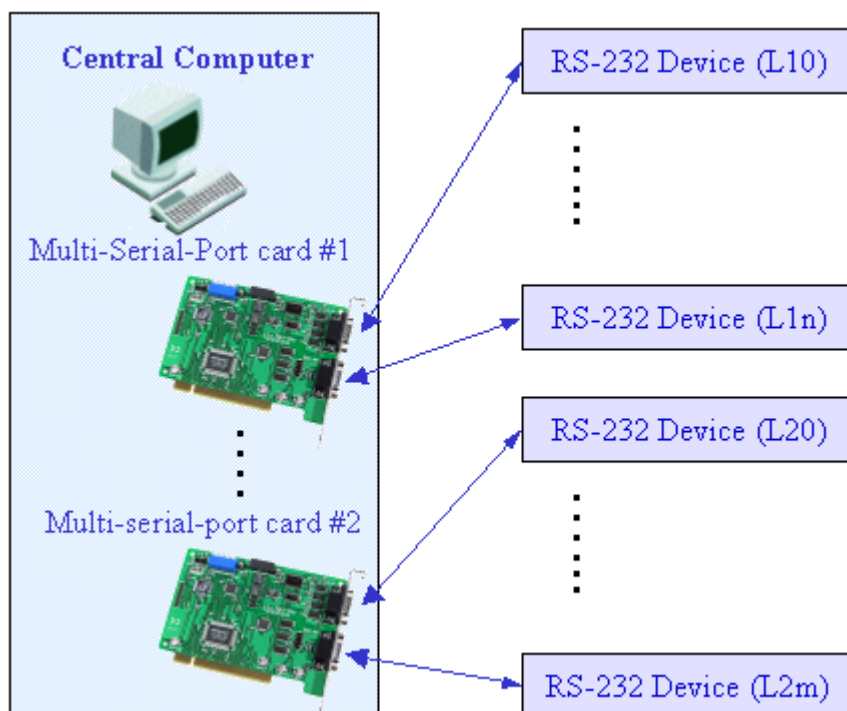 Central Computer
Multi-Serial-Port card #1
Multi-serial-port card #2
RS-232 Device (L10)
RS-232 Device (L1n)
RS-232 Device (L20)
RS-232 Device (L2m)